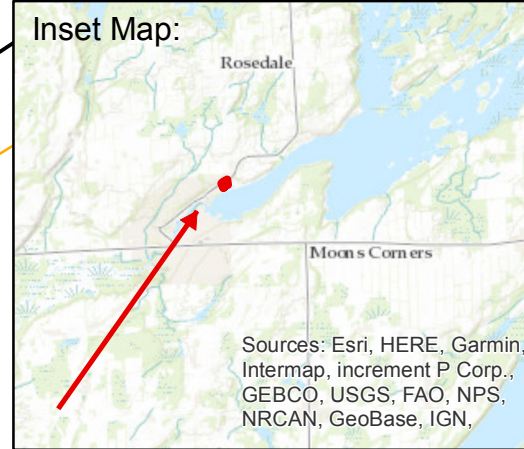 Inset Map:
Rosedale
Moons Corners
Sources: Esri, HERE, Garmin,
Intermap, increment P Corp.,
GEBCO, USGS, FAO, NPS,
NRCAN, GeoBase, IGN,